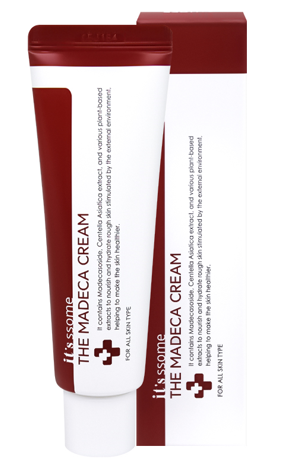 it's ssome
THE MADECA CREAM
It contains Madecassoside, Centella Asiatica extract, and various plant-based
extracts to nourish and hydrate rough skin stimulated by the external environment,
helping to make the skin healthier.
FOR ALL SKIN TYPE
it's ssome
THE MADECA CREAM
It contains Madecassoside, Centella Asiatica extract, and various plant-based
extracts to nourish and hydrate rough skin stimulated by the external environment,
helping to make the skin healthier.
FOR ALL SKIN TYPE